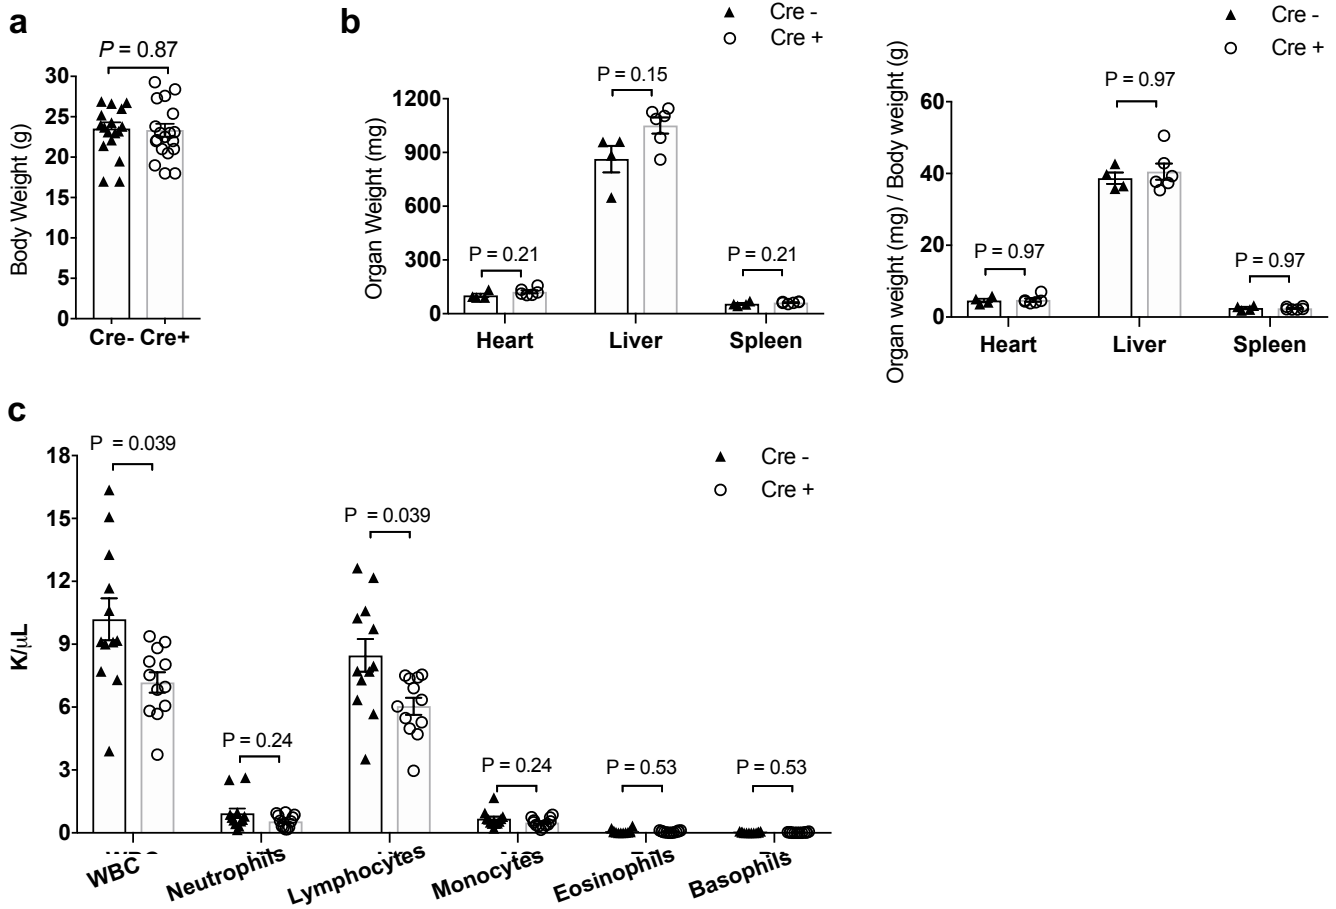 a
P = 0.87
30
25
20
15
10
5
0
Body Weight (g)
Cre- Cre+
b
Cre -
Cre +
P = 0.15
1200
900
600
300
0
Organ Weight (mg)
P = 0.21
P = 0.21
Heart Liver Spleen
Cre -
Cre +
P = 0.97
60
40
20
0
Organ weight (mg) / Body weight (g)
P = 0.97
P = 0.97
Heart Liver Spleen
c
P = 0.039
18
15
12
9
6
3
0
K/μL
Cre -
Cre +
P = 0.039
P = 0.24
P = 0.24
P = 0.53
P = 0.53
WBC
Neutrophils
Lymphocytes
Monocytes
Eosinophils
Basophils